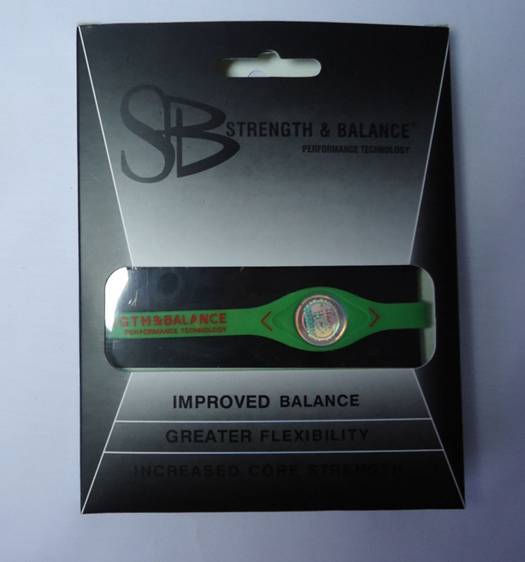 SB
STRENGTH & BALANCE
PERFORMANCE TECHNOLOGY
GTH&BALANCE
PERFORMANCE TECHNOLOGY
IMPROVED BALANCE
GREATER FLEXIBILITY
INCREASED CORE STRENGTH